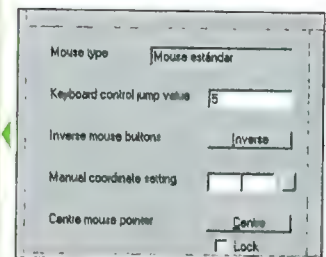 Mouse type Mouse estándar
Keyboard control jump value 5
Inverse mouse buttons Inverse
Manual coordinate setting
Centre mouse pointer Centre
Lock